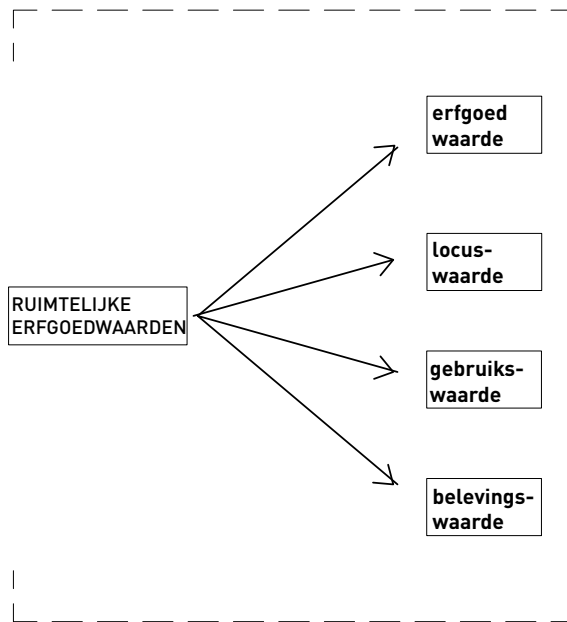 erfgoed
waarde
locus-
waarde
RUIMTELIJKE
ERFGOEDWAARDEN
gebruiks-
waarde
belevings-
waarde